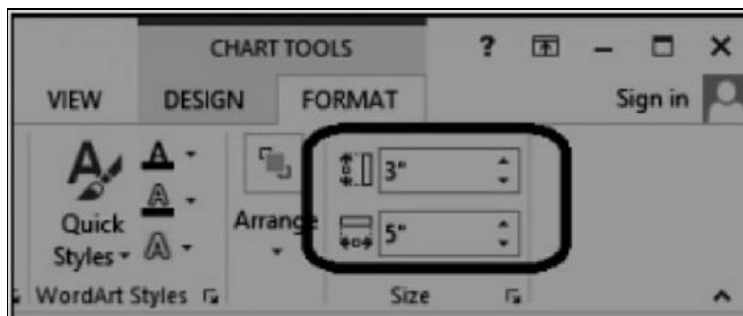 CHART TOOLS ?
VIEW DESIGN FORMAT Sign in
A A 3"
Quick A Arrange 5"
Styles A
WordArt Styles Size